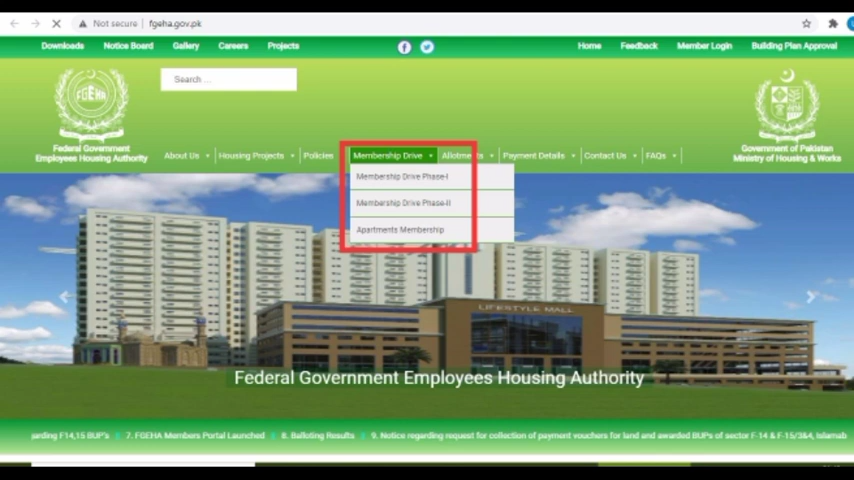 Not secure | fgeha.gov.pk
Downloads Notice Board Gallery Careers Projects
Home Feedback Member Login Building Plan Approval
Search ...
FGEHA
Federal Government
Employees Housing Authority
Government of Pakistan
Ministry of Housing & Works
About Us Housing Projects Policies Membership Drive Allotments Payment Details Contact Us FAQs
Membership Drive Phase-I
Membership Drive Phase-II
Apartments Membership
LIFESTYLE MALL
Federal Government Employees Housing Authority
arding F14,15 BUP's 7. FGEHA Members Portal Launched 8. Balloting Results 9. Notice regarding request for collection of payment vouchers for land and awarded BUPs of sector F-14 & F-15/3&4, Islamab